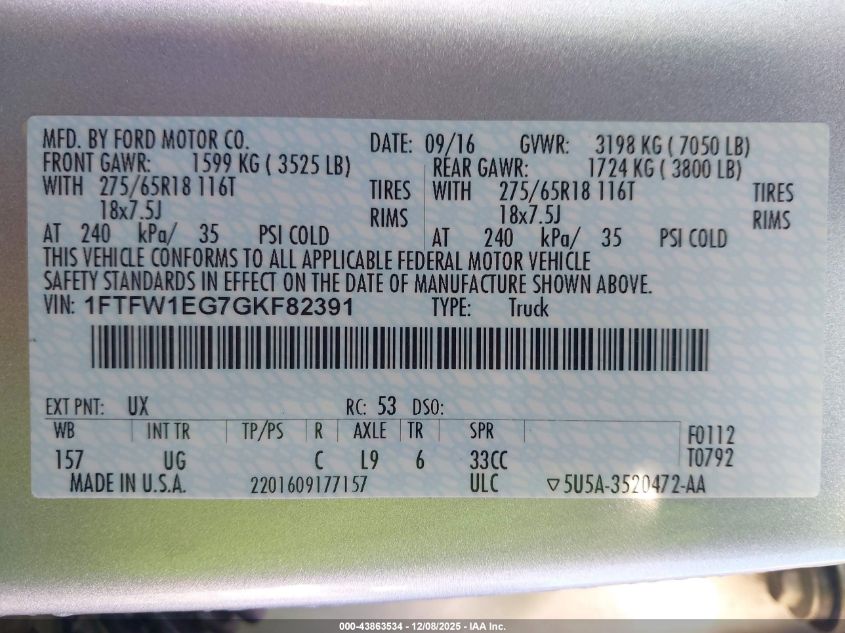 MFD. BY FORD MOTOR CO. DATE: 09/16 GVWR: 3198 KG ( 7050 LB)
FRONT GAWR: 1599 KG ( 3525 LB) REAR GAWR: 1724 KG ( 3800 LB)
WITH 275/65R18 116T TIRES WITH 275/65R18 116T TIRES
18x7.5J RIMS 18x7.5J RIMS
AT 240 kPa/ 35 PSI COLD AT 240 kPa/ 35 PSI COLD
THIS VEHICLE CONFORMS TO ALL APPLICABLE FEDERAL MOTOR VEHICLE
SAFETY STANDARDS IN EFFECT ON THE DATE OF MANUFACTURE SHOWN ABOVE.
VIN: 1FTFW1EG7GKF82391 TYPE: Truck
EXT PNT: UX RC: 53 DSO:
WB INT TR TP/PS R AXLE TR SPR F0112
157 UG C L9 6 33CC T0792
MADE IN U.S.A. 2201609177157 ULC ▽5U5A-3520472-AA
000-43863534 - 12/08/2025 - IAA Inc.